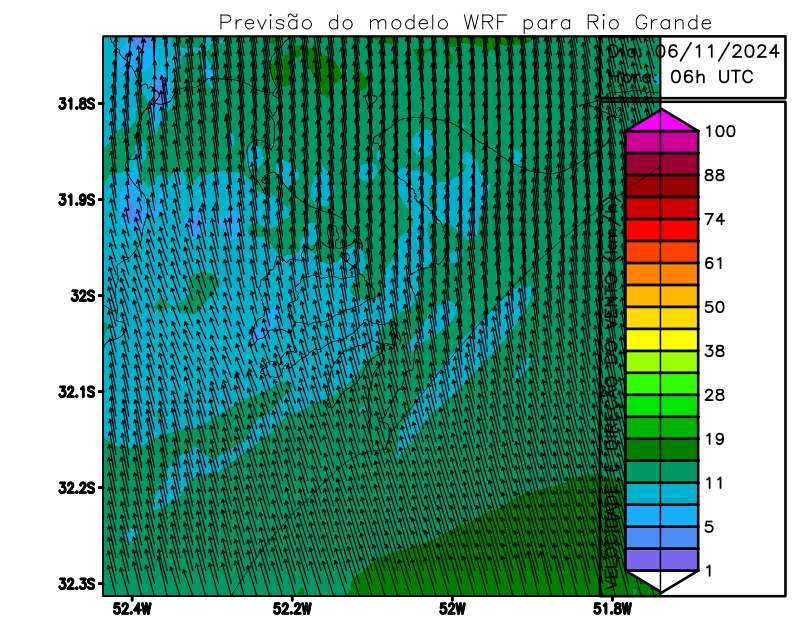 Previsão do modelo WRF para Rio Grande
Dia: 06/11/2024
Hora: 06h UTC
31.8S
31.9S
32S
32.1S
32.2S
32.3S
52.4W
52.2W
52W
51.8W
VELOCIDADE E DIREÇÃO DO VENTO (km/h)
100
88
74
61
50
38
28
19
11
5
1